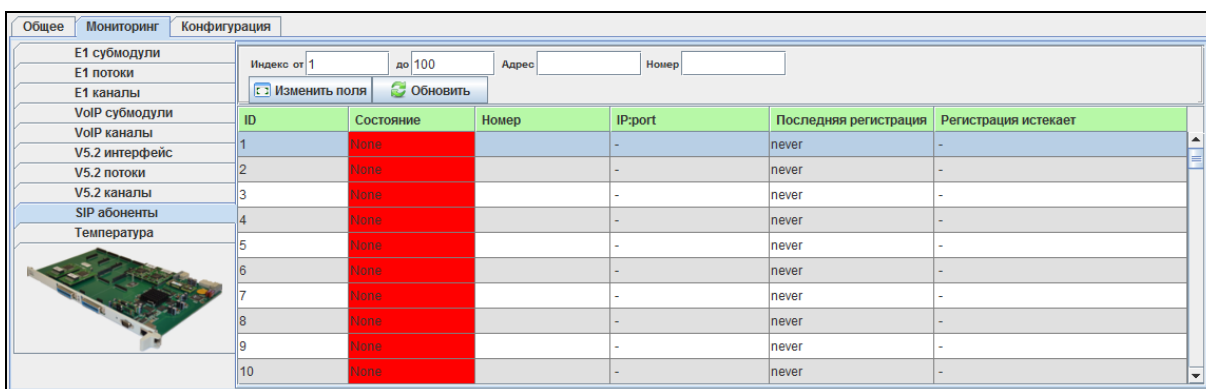 Общее Мониторинг Конфигурация
E1 субмодули
E1 потоки
E1 каналы
VoIP субмодули
VoIP каналы
V5.2 интерфейс
V5.2 потоки
V5.2 каналы
SIP абоненты
Температура
Индекс от 1 до 100 Адрес Номер
Изменить поля Обновить
ID Состояние Номер IP:port Последняя регистрация Регистрация истекает
1 None - never -
2 None - never -
3 None - never -
4 None - never -
5 None - never -
6 None - never -
7 None - never -
8 None - never -
9 None - never -
10 None - never -